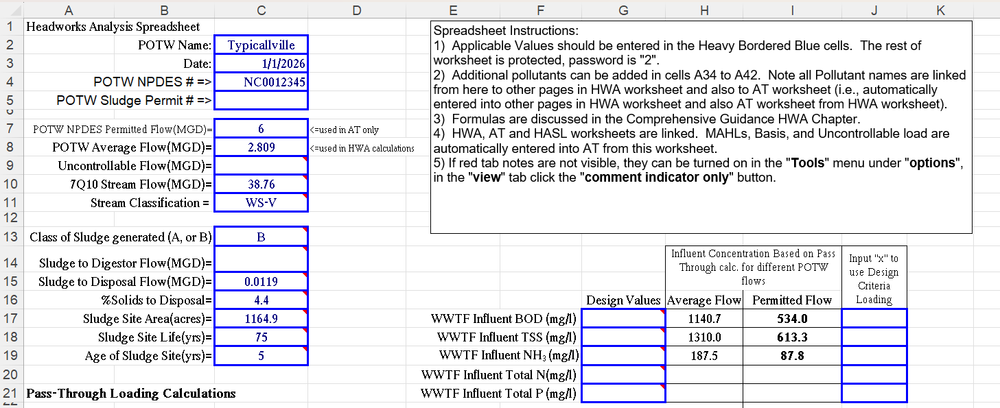 A B C D E F G H I J K
1 Headworks Analysis Spreadsheet
2 POTW Name: Typicallville
3 Date: 1/1/2026
4 POTW NPDES # => NC0012345
5 POTW Sludge Permit # =>
6
Spreadsheet Instructions:
1) Applicable Values should be entered in the Heavy Bordered Blue cells. The rest of
worksheet is protected, password is "2".
2) Additional pollutants can be added in cells A34 to A42. Note all Pollutant names are linked
from here to other pages in HWA worksheet and also to AT worksheet (i.e., automatically
entered into other pages in HWA worksheet and also AT worksheet from HWA worksheet).
3) Formulas are discussed in the Comprehensive Guidance HWA Chapter.
4) HWA, AT and HASL worksheets are linked. MAHLs, Basis, and Uncontrollable load are
automatically entered into AT from this worksheet.
5) If red tab notes are not visible, they can be turned on in the "Tools" menu under "options",
in the "view" tab click the "comment indicator only" button.
7 POTW NPDES Permitted Flow(MGD)= 6 <=used in AT only
8 POTW Average Flow(MGD)= 2.809 <=used in HWA calculations
9 Uncontrollable Flow(MGD)=
10 7Q10 Stream Flow(MGD)= 38.76
11 Stream Classification = WS-V
12
13 Class of Sludge generated (A, or B) B
14 Sludge to Digestor Flow(MGD)=
15 Sludge to Disposal Flow(MGD)= 0.0119
16 %Solids to Disposal= 4.4
17 Sludge Site Area(acres)= 1164.9
18 Sludge Site Life(yrs)= 75
19 Age of Sludge Site(yrs)= 5
20
21 Pass-Through Loading Calculations
22
Influent Concentration Based on Pass
Through calc. for different POTW
flows
Input "x" to
use Design
Criteria
Loading
Design Values Average Flow Permitted Flow
WWTF Influent BOD (mg/l) 1140.7 534.0
WWTF Influent TSS (mg/l) 1310.0 613.3
WWTF Influent NH₃ (mg/l) 187.5 87.8
WWTF Influent Total N(mg/l)
WWTF Influent Total P (mg/l)